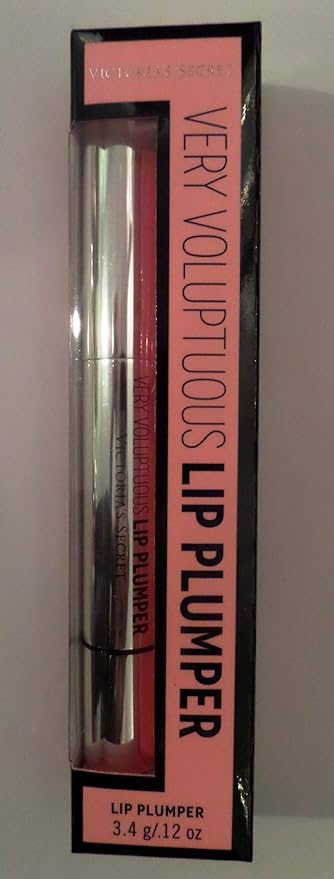 VICTORIA'S SECRET
VERY VOLUPTUOUS LIP PLUMPER
VERY VOLUPTUOUS LIP PLUMPER
VICTORIA'S SECRET
LIP PLUMPER
3.4 g/.12 oz